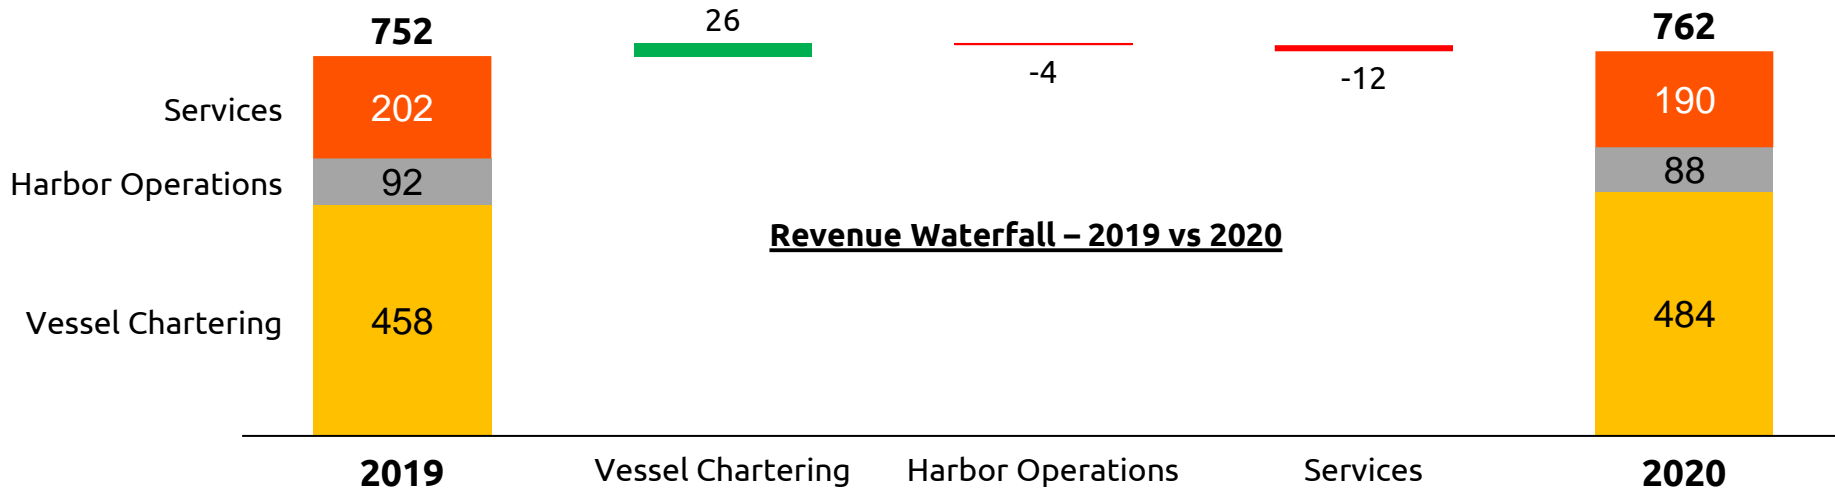 752
26
-4
-12
762
Services
202
190
Harbor Operations
92
88
Revenue Waterfall – 2019 vs 2020
Vessel Chartering
458
484
2019
Vessel Chartering
Harbor Operations
Services
2020